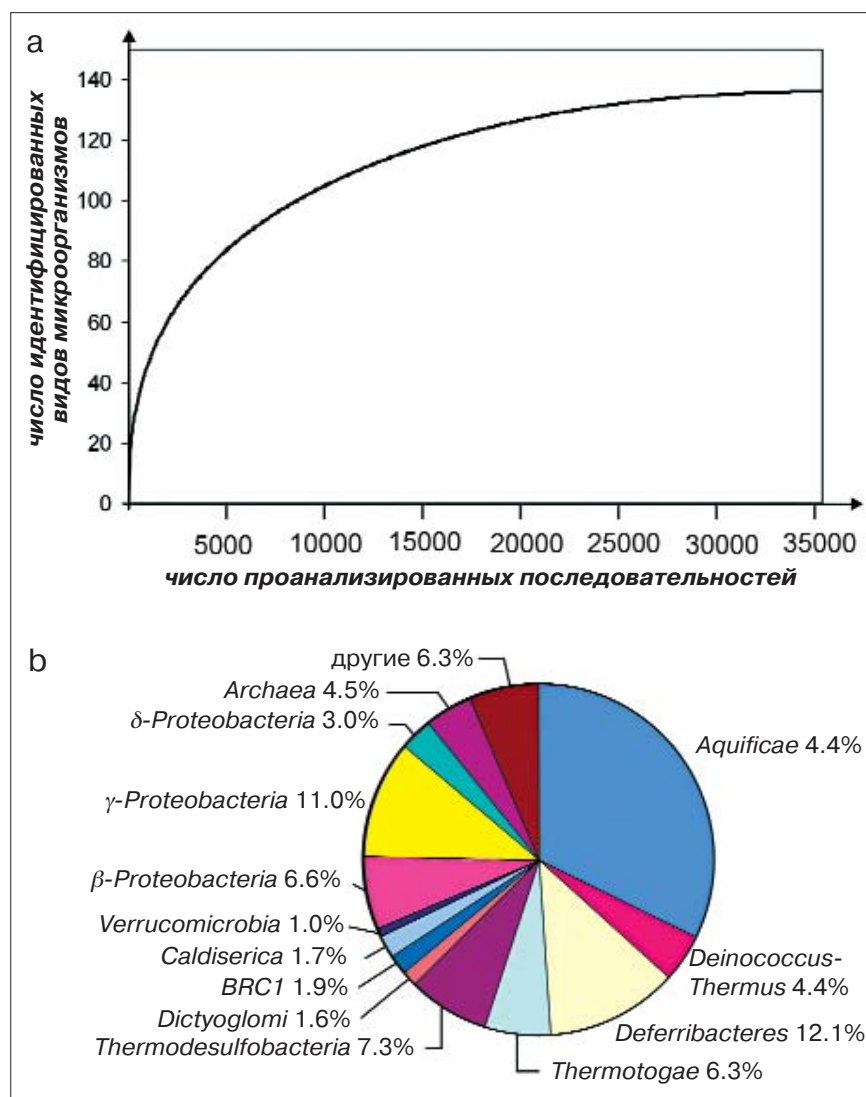 a
число идентифицированных
видов микроорганизмов
140
120
100
80
60
40
20
0
5000 10000 15000 20000 25000 30000 35000
число проанализированных последовательностей
b
другие 6.3%
Archaea 4.5%
δ-Proteobacteria 3.0%
γ-Proteobacteria 11.0%
β-Proteobacteria 6.6%
Verrucomicrobia 1.0%
Caldiserica 1.7%
BRC1 1.9%
Dictyoglomi 1.6%
Thermodesulfobacteria 7.3%
Aquificae 4.4%
Deinococcus-
Thermus 4.4%
Deferribacteres 12.1%
Thermotogae 6.3%